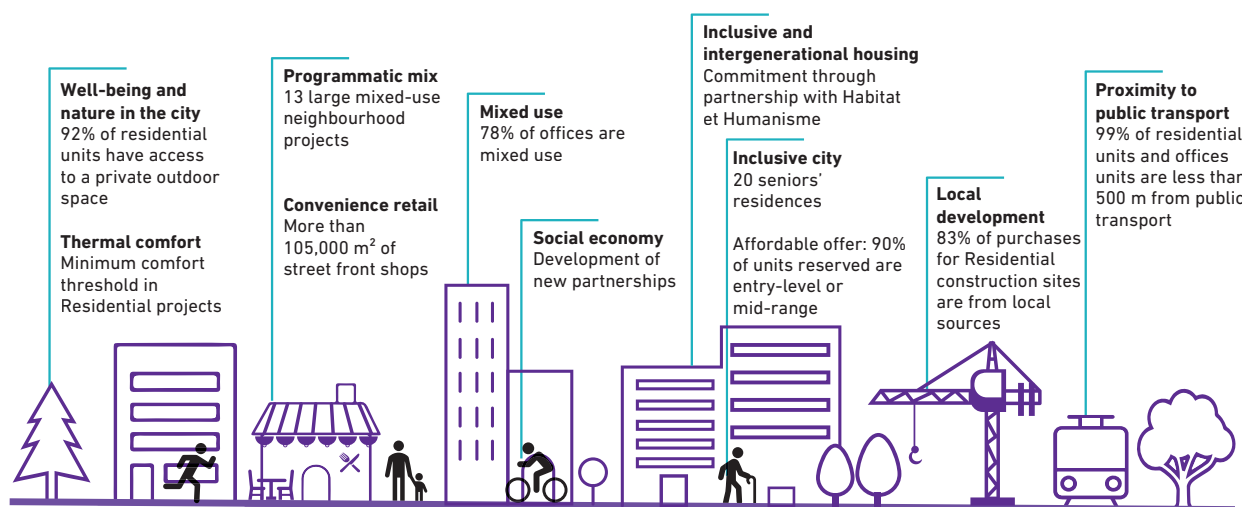 Well-being and
nature in the city
92% of residential
units have access
to a private outdoor
space
Thermal comfort
Minimum comfort
threshold in
Residential projects
Programmatic mix
13 large mixed-use
neighbourhood
projects
Convenience retail
More than
105,000 m² of
street front shops
Mixed use
78% of offices are
mixed use
Social economy
Development of
new partnerships
Inclusive and
intergenerational housing
Commitment through
partnership with Habitat
et Humanisme
Inclusive city
20 seniors’
residences
Affordable offer: 90%
of units reserved are
entry-level or
mid-range
Local
development
83% of purchases
for Residential
construction sites
are from local
sources
Proximity to
public transport
99% of residential
units and offices
units are less than
500 m from public
transport